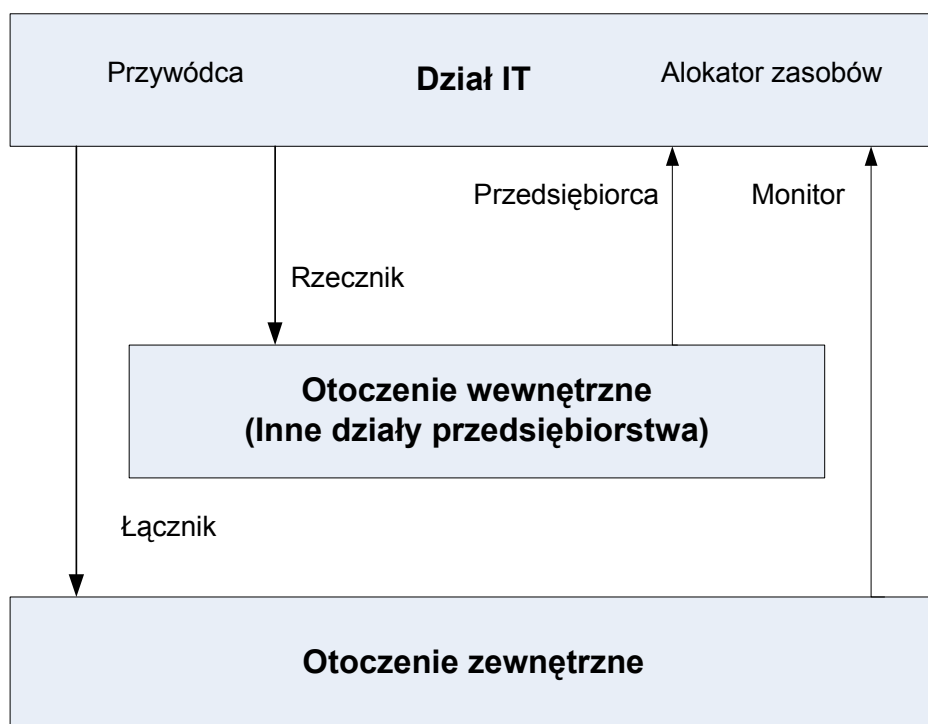 Przywódca
Dział IT
Alokator zasobów
Przedsiębiorca
Monitor
Rzecznik
Otoczenie wewnętrzne
(Inne działy przedsiębiorstwa)
Łącznik
Otoczenie zewnętrzne